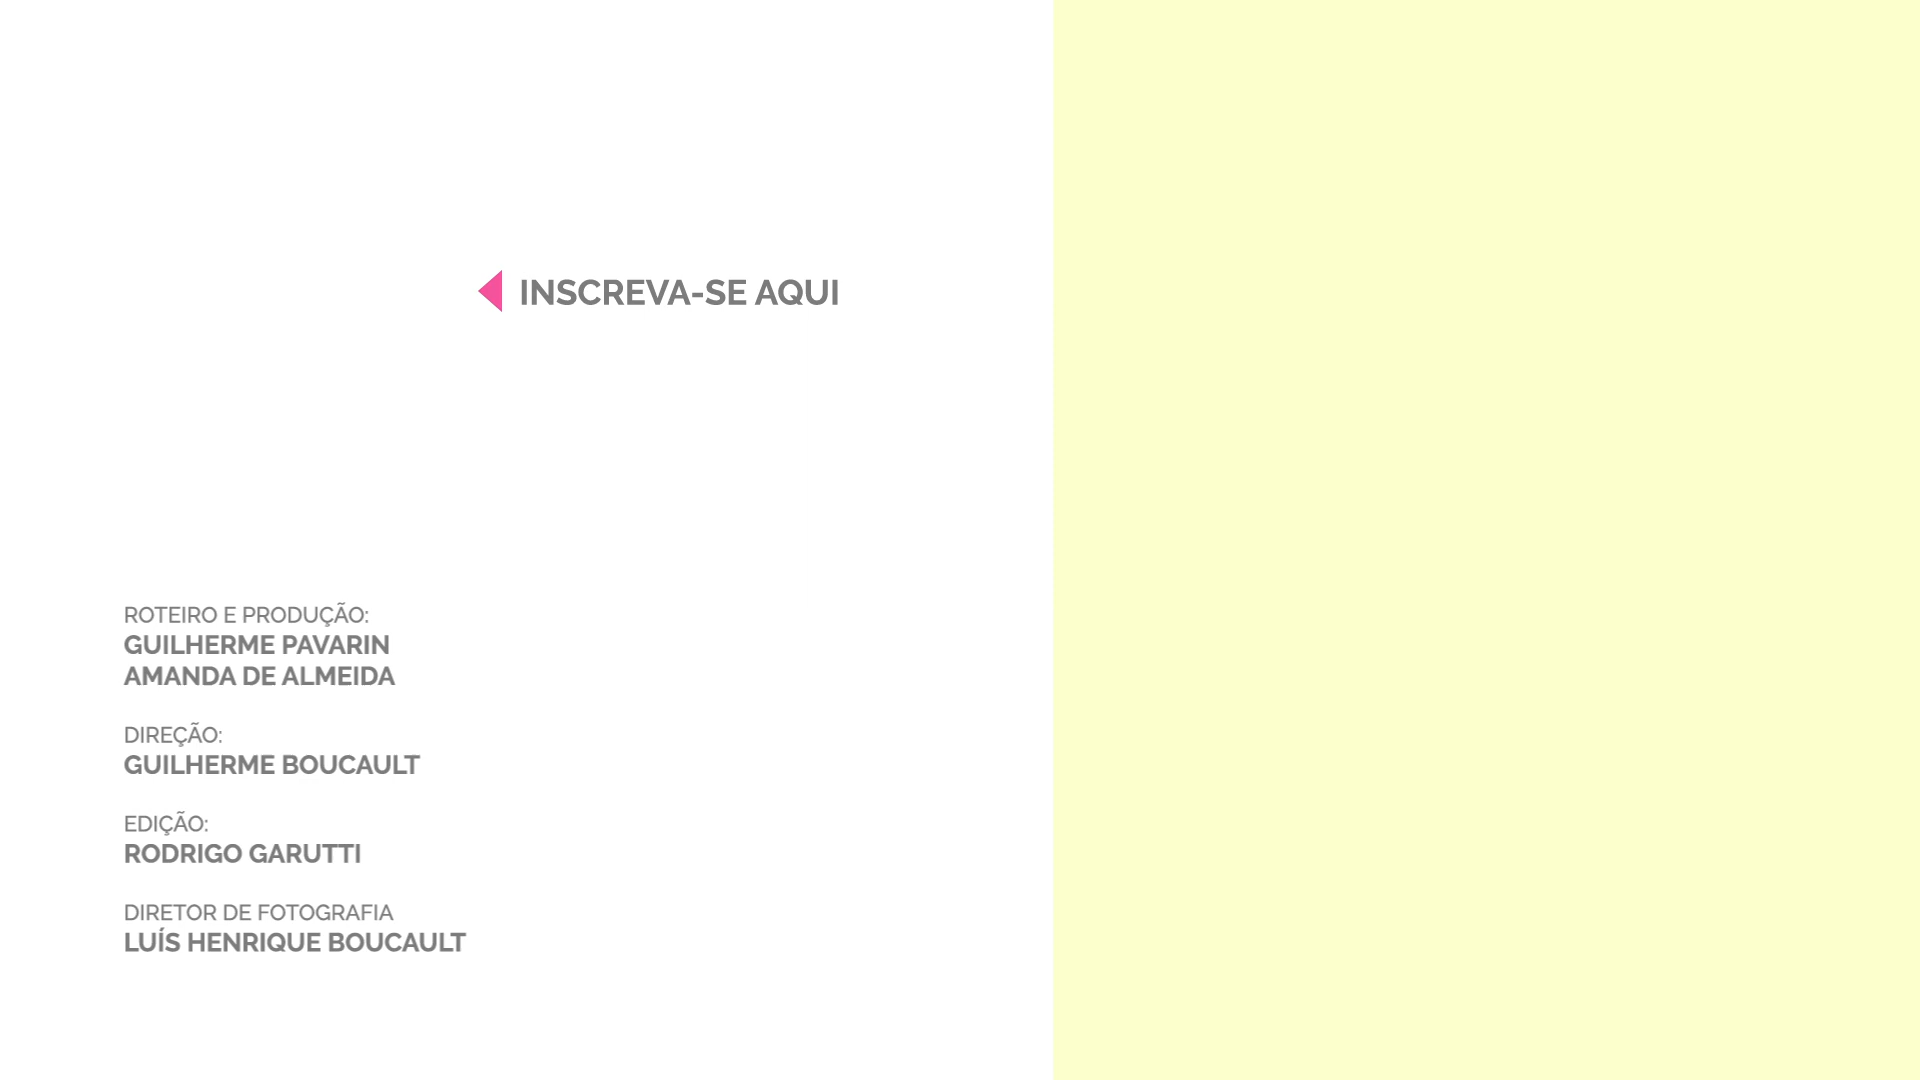 INSCREVA-SE AQUI
ROTEIRO E PRODUÇÃO:
GUILHERME PAVARIN
AMANDA DE ALMEIDA
DIREÇÃO:
GUILHERME BOUCAULT
EDIÇÃO:
RODRIGO GARUTTI
DIRETOR DE FOTOGRAFIA
LUÍS HENRIQUE BOUCAULT